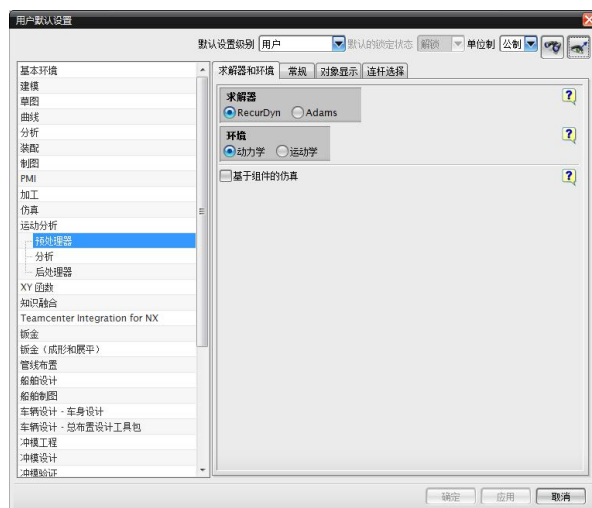 用户默认设置
默认设置级别 用户 默认的锁定状态 解锁 单位制 公制
基本环境
建模
草图
曲线
分析
装配
制图
PMI
加工
仿真
运动分析
预处理器
分析
后处理器
XY 函数
知识融合
Teamcenter Integration for NX
钣金
钣金（成形和展平）
管线布置
船舶设计
船舶制图
车辆设计 - 车身设计
车辆设计 - 总布置设计工具包
冲模工程
冲模设计
冲模验证
求解器和环境 常规 对象显示 连杆选择
求解器
RecurDyn Adams
环境
动力学 运动学
基于组件的仿真
确定 应用 取消